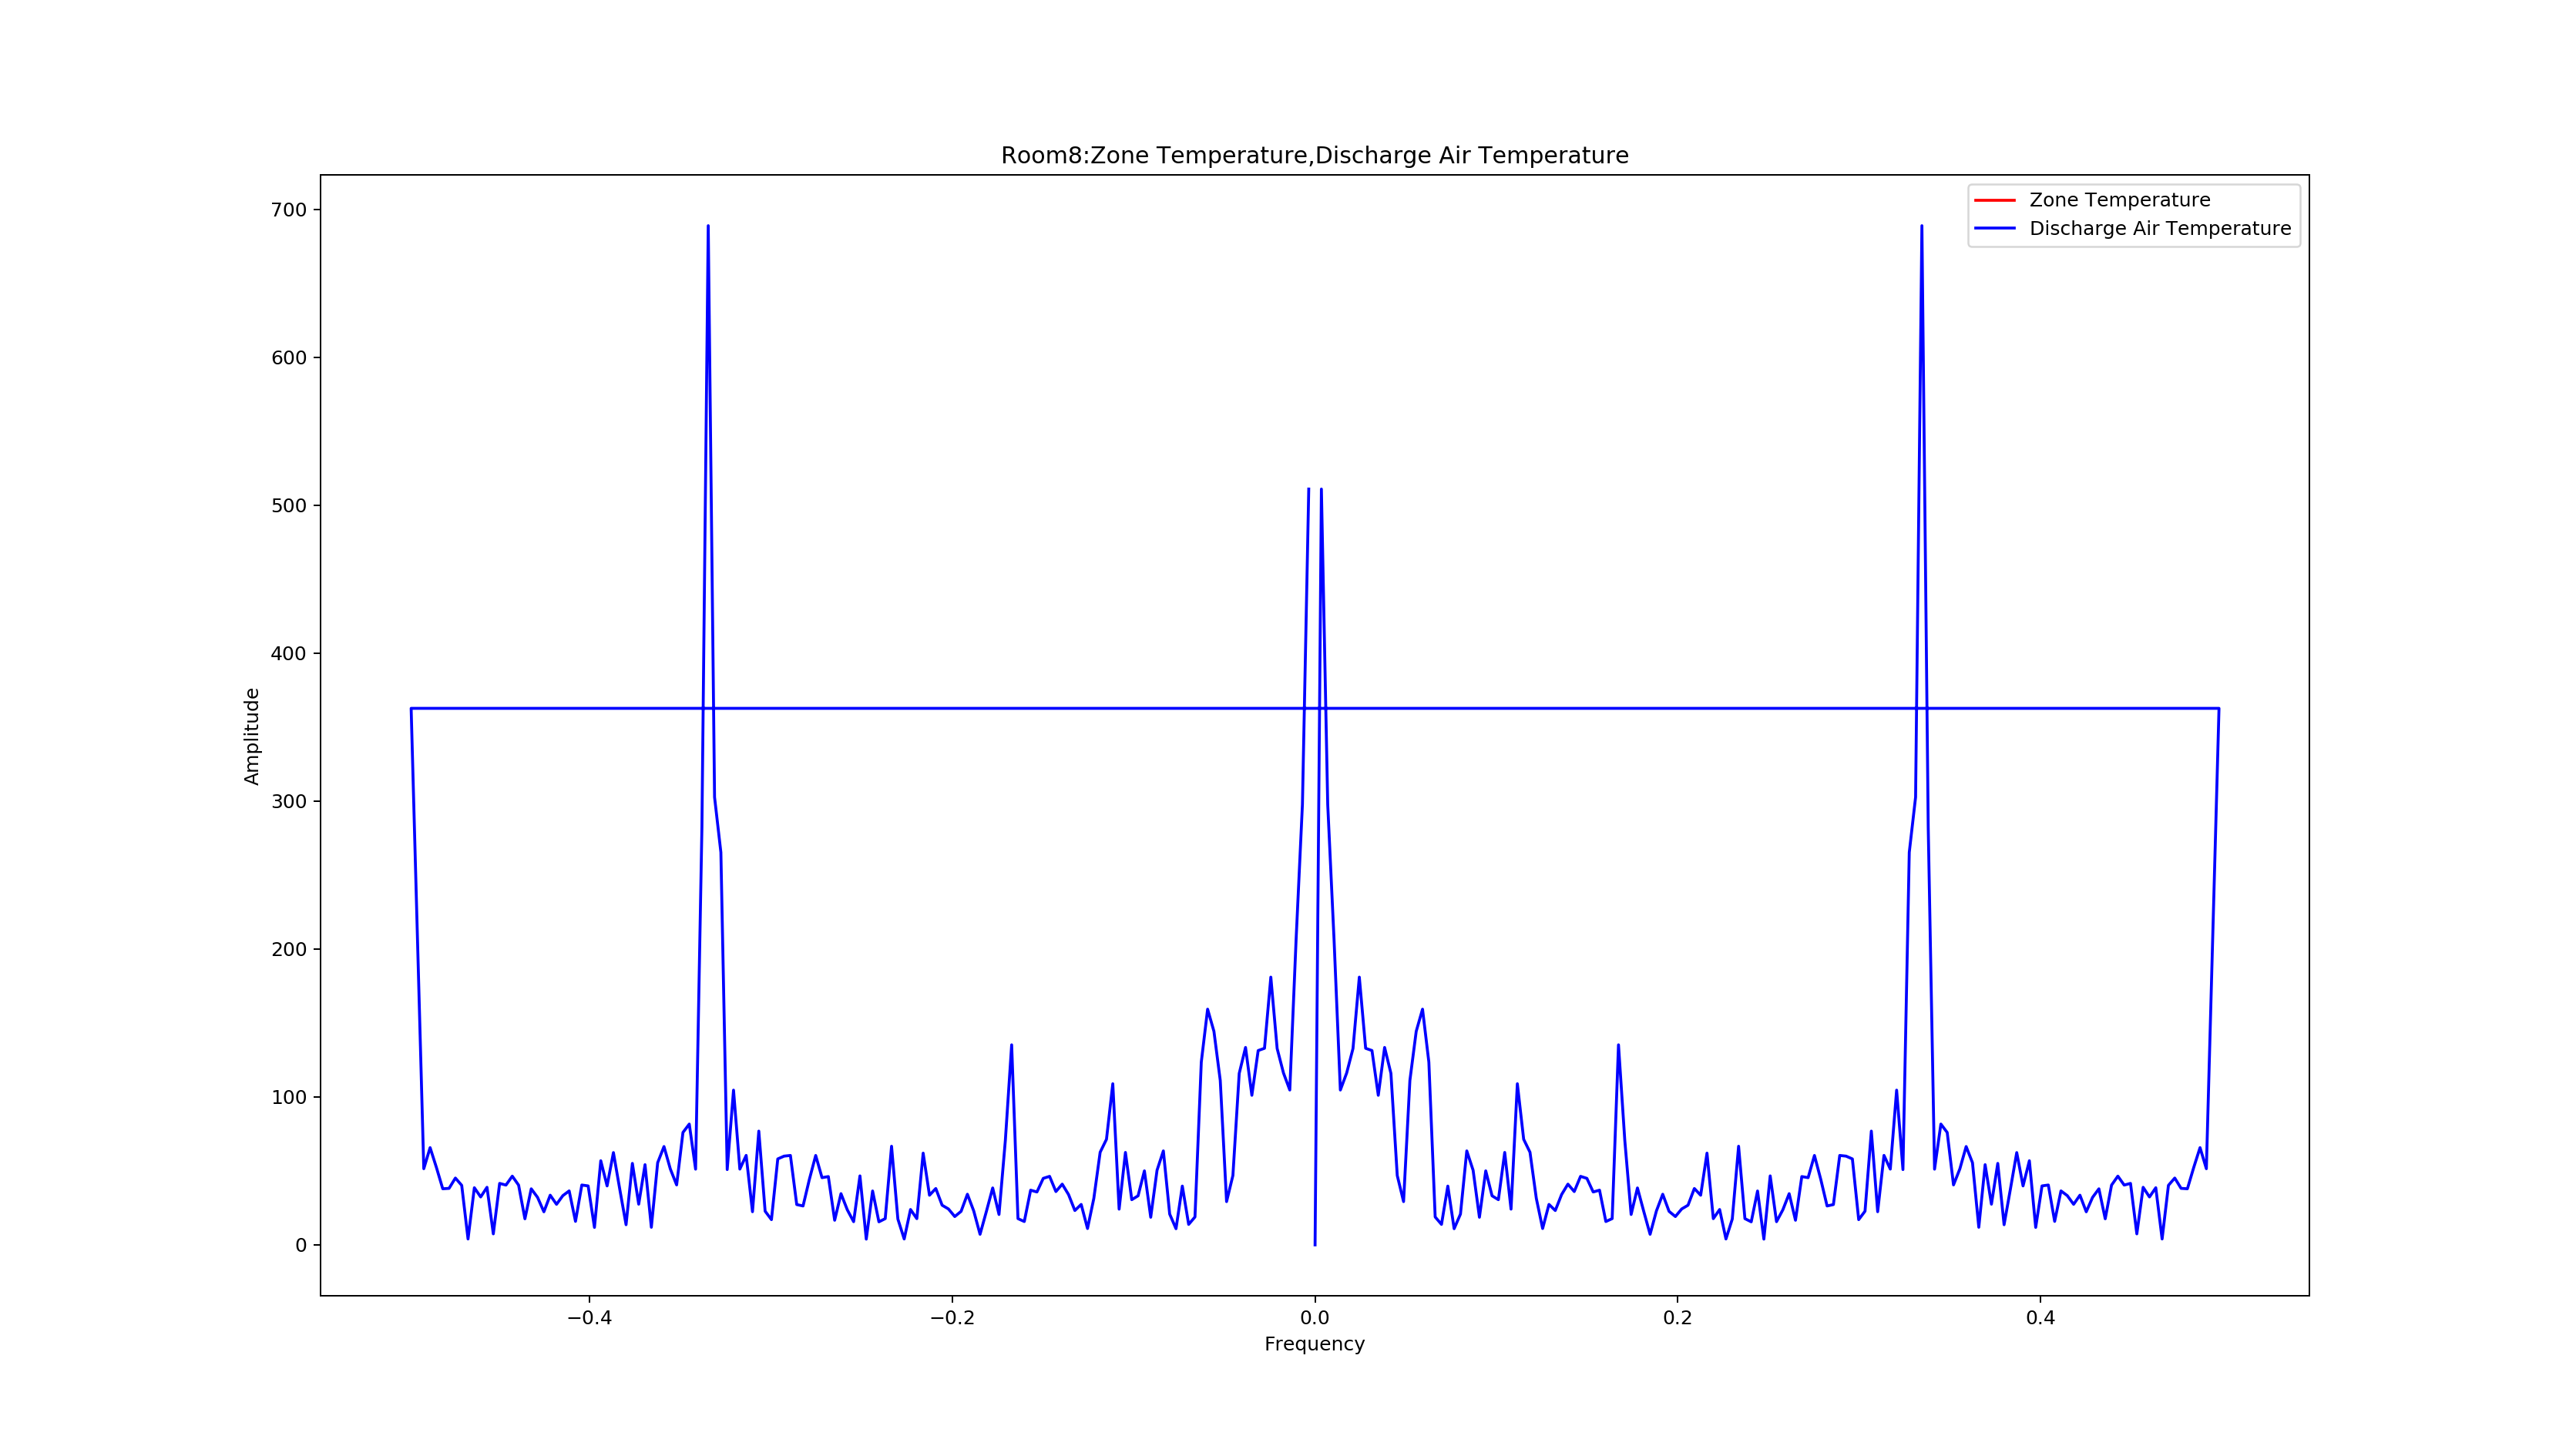 Room8:Zone Temperature,Discharge Air Temperature
Zone Temperature
Discharge Air Temperature
700
600
500
400
300
200
100
0
Amplitude
−0.4
−0.2
0.0
0.2
0.4
Frequency